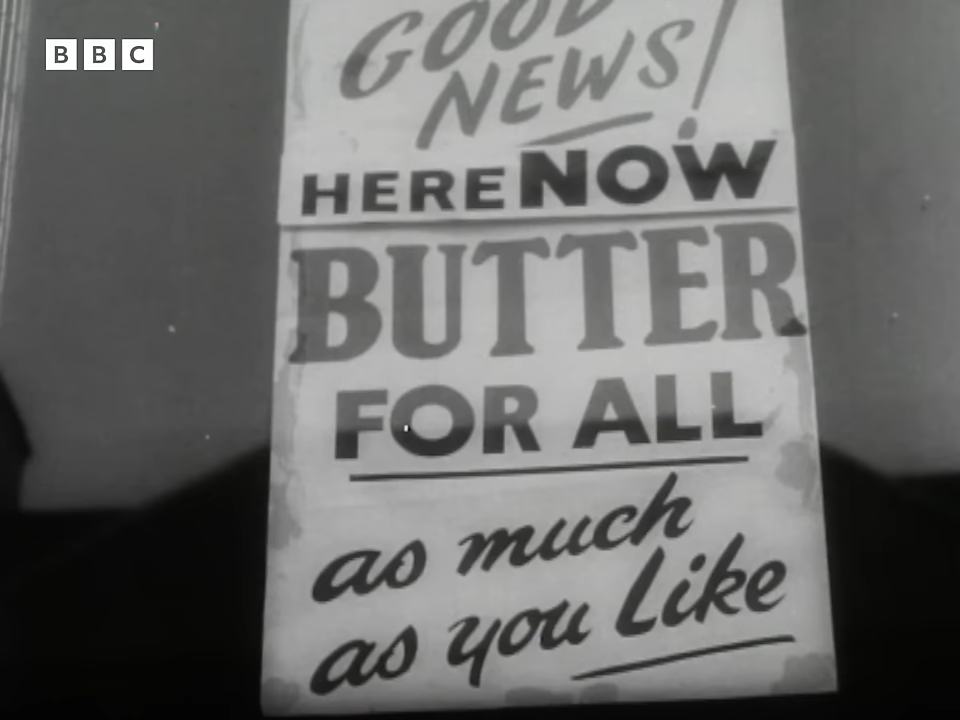 BBC
GOOD
NEWS!
HERE NOW
BUTTER
FOR ALL
as much
as you Like